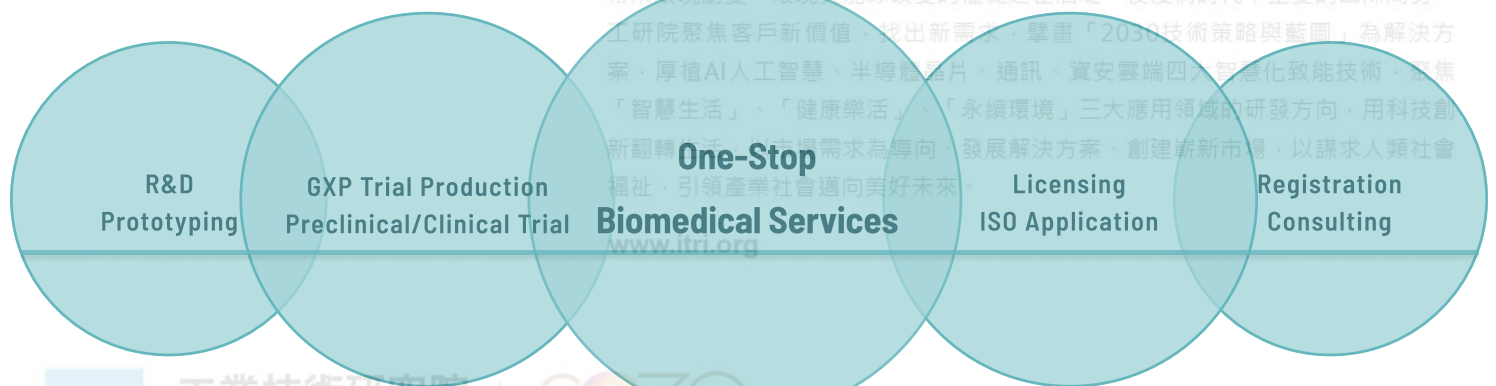 工研院聚焦客戶新價值，找出新需求，擘畫「2030技術策略與藍圖」為解決方
案，厚植AI人工智慧、半導體晶片、通訊、資安雲端四大智慧化致能技術，聚焦
「智慧生活」、「健康樂活」、「永續環境」三大應用領域的研發方向，用科技創
新翻轉生活，以市場需求為導向、發展解決方案、創建嶄新市場，以謀求人類社會
福祉，引領產業社會邁向美好未來。
www.itri.org
R&D
Prototyping
GXP Trial Production
Preclinical/Clinical Trial
One-Stop
Biomedical Services
Licensing
ISO Application
Registration
Consulting
工業技術研究院